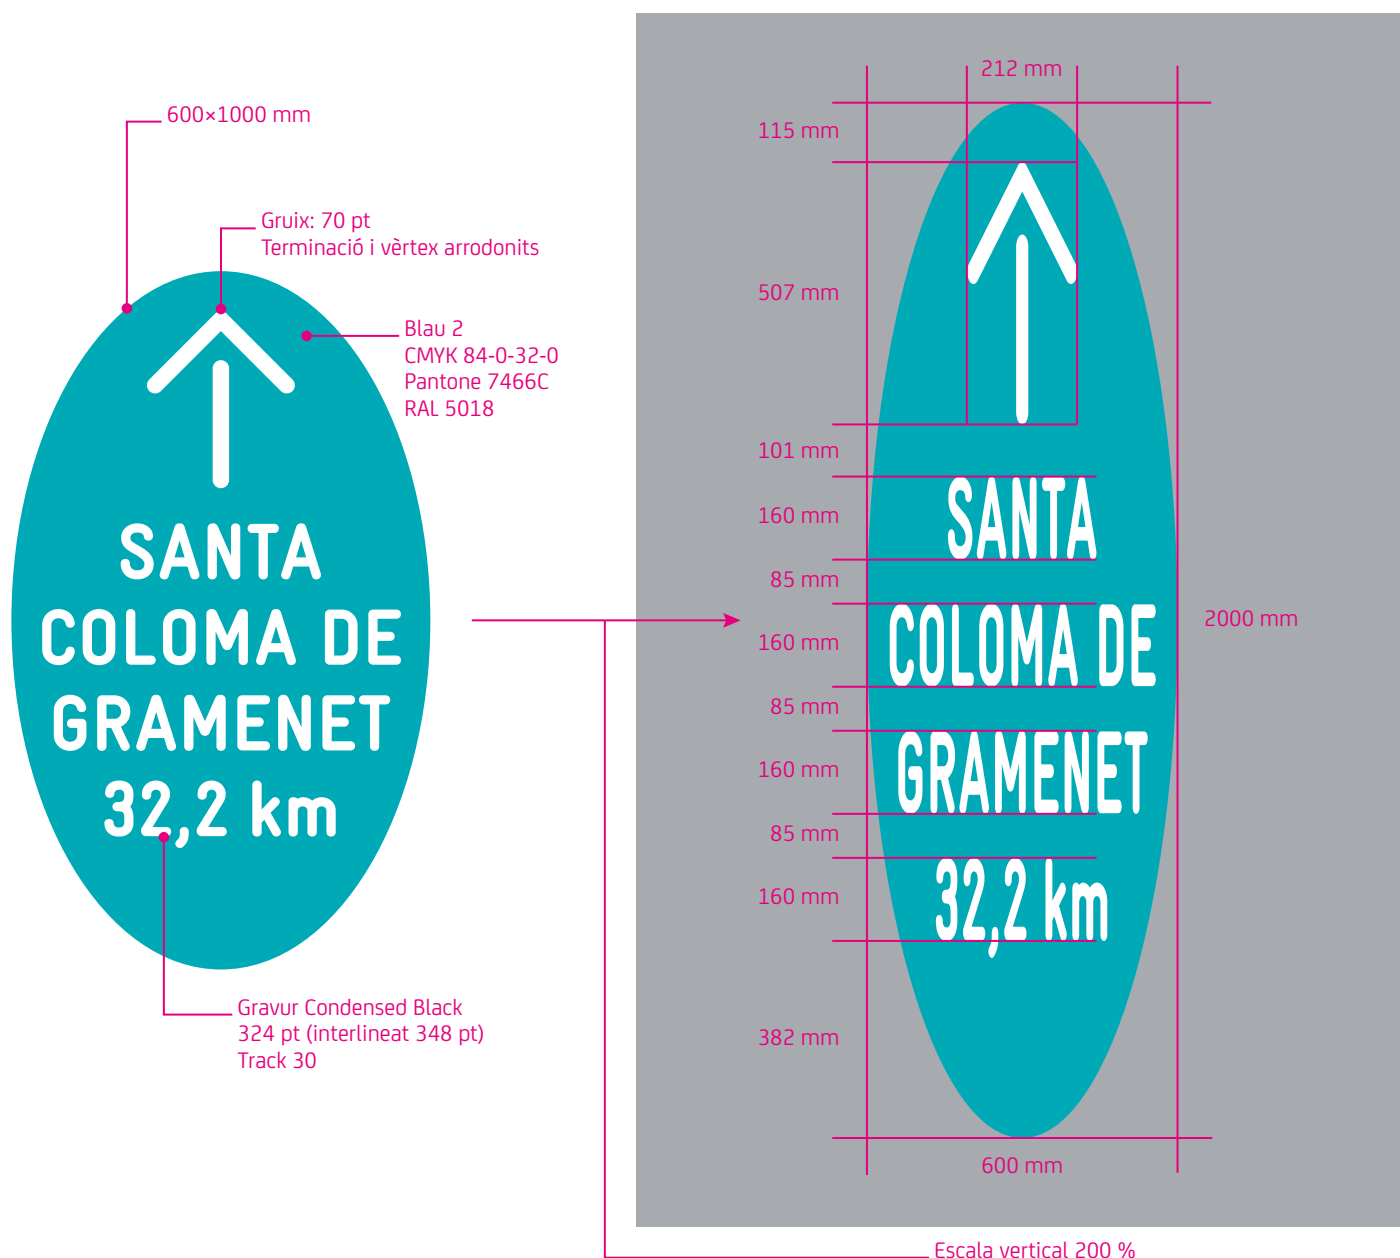 600×1000 mm
Gruix: 70 pt
Terminació i vèrtex arrodonits
Blau 2
CMYK 84-0-32-0
Pantone 7466C
RAL 5018
SANTA
COLOMA DE
GRAMENET
32,2 km
Gravur Condensed Black
324 pt (interlineat 348 pt)
Track 30
212 mm
115 mm
507 mm
101 mm
160 mm
85 mm
160 mm
85 mm
160 mm
85 mm
160 mm
382 mm
SANTA
COLOMA DE
GRAMENET
32,2 km
2000 mm
600 mm
Escala vertical 200 %